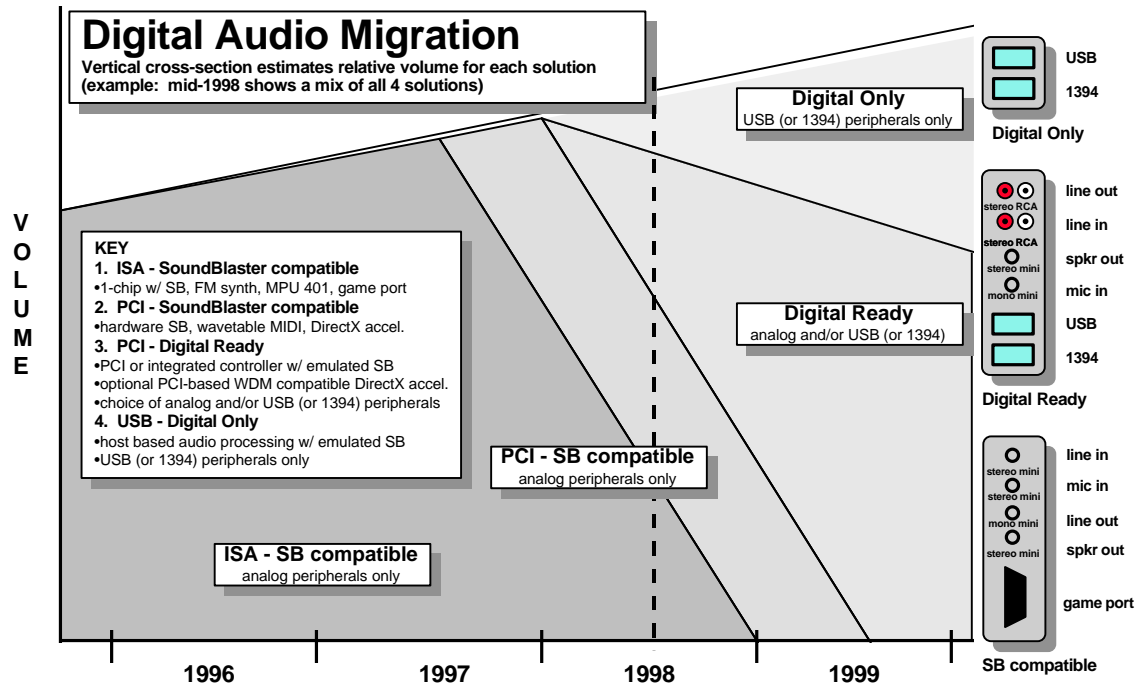 Digital Audio Migration
Vertical cross-section estimates relative volume for each solution
(example: mid-1998 shows a mix of all 4 solutions)
VOLUME
KEY
1. ISA - SoundBlaster compatible
•1-chip w/ SB, FM synth, MPU 401, game port
2. PCI - SoundBlaster compatible
•hardware SB, wavetable MIDI, DirectX accel.
3. PCI - Digital Ready
•PCI or integrated controller w/ emulated SB
•optional PCI-based WDM compatible DirectX accel.
•choice of analog and/or USB (or 1394) peripherals
4. USB - Digital Only
•host based audio processing w/ emulated SB
•USB (or 1394) peripherals only
Digital Only
USB (or 1394) peripherals only
Digital Ready
analog and/or USB (or 1394)
PCI - SB compatible
analog peripherals only
ISA - SB compatible
analog peripherals only
1996
1997
1998
1999
USB
1394
Digital Only
line out
stereo RCA
line in
stereo RCA
spkr out
stereo mini
mic in
mono mini
USB
1394
Digital Ready
line in
stereo mini
mic in
stereo mini
line out
mono mini
spkr out
stereo mini
game port
SB compatible